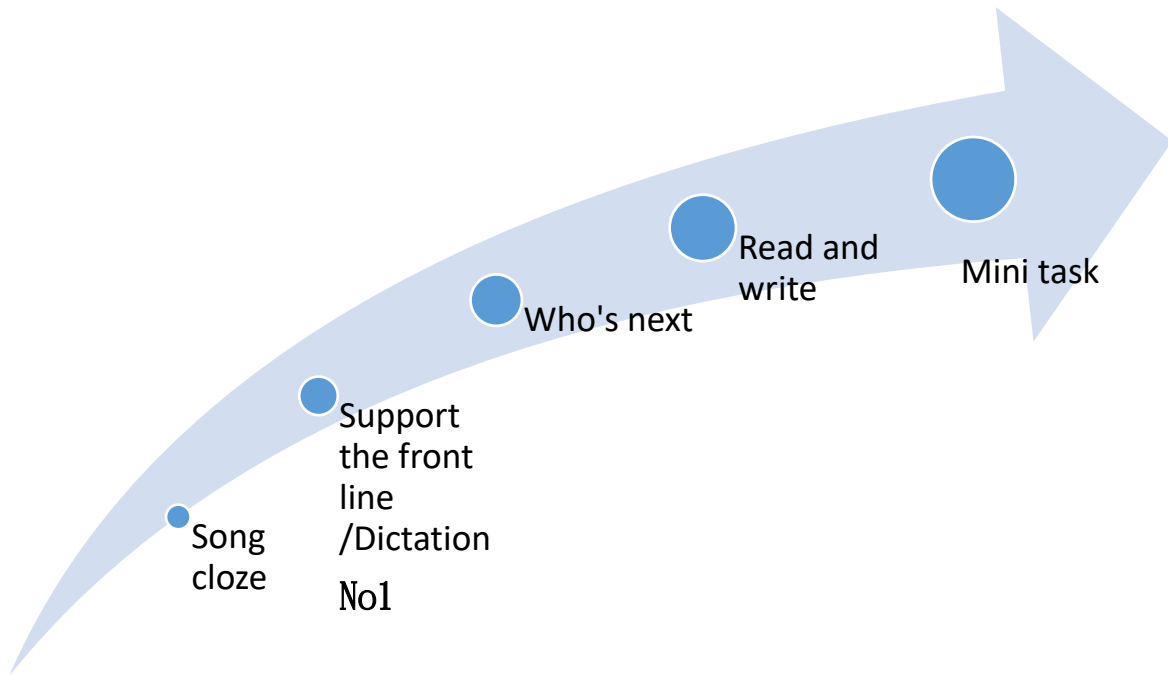 Song
cloze
Support
the front
line
/Dictation
No1
Who's next
Read and
write
Mini task